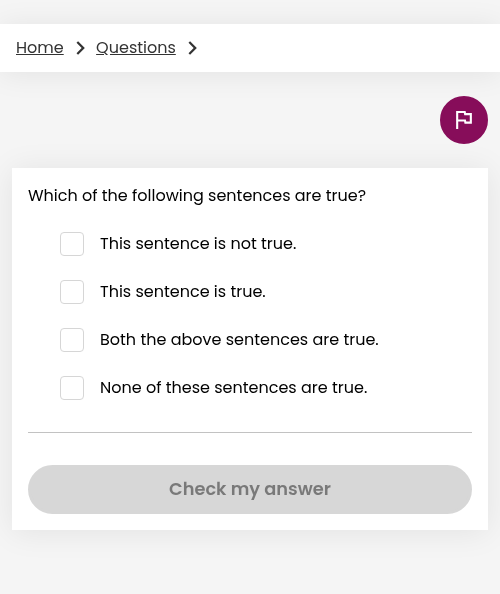 Home Questions
Which of the following sentences are true?
This sentence is not true.
This sentence is true.
Both the above sentences are true.
None of these sentences are true.
Check my answer